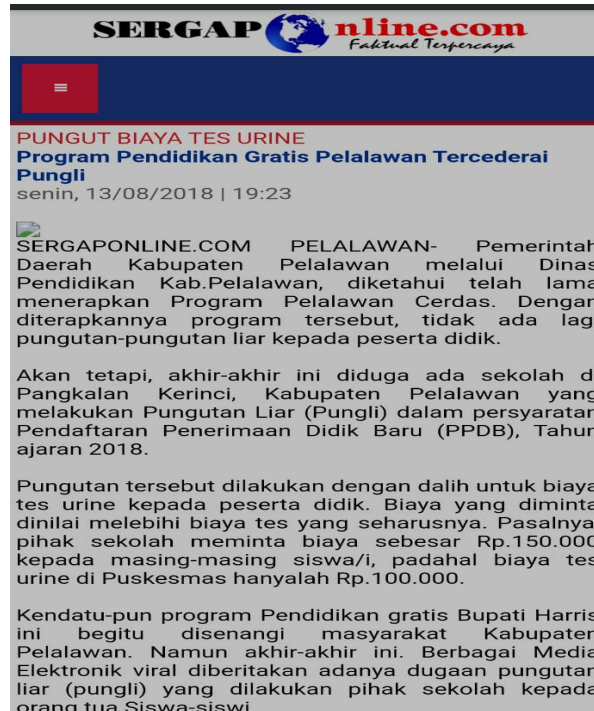 SERGAP nline.com
Faktual Terpercaya
PUNGUT BIAYA TES URINE
Program Pendidikan Gratis Pelalawan Tercederai
Pungli
senin, 13/08/2018 | 19:23
SERGAPONLINE.COM PELALAWAN- Pemerintah
Daerah Kabupaten Pelalawan melalui Dinas
Pendidikan Kab.Pelalawan, diketahui telah lama
menerapkan Program Pelalawan Cerdas. Dengan
diterapkannya program tersebut, tidak ada lag
pungutan-pungutan liar kepada peserta didik.
Akan tetapi, akhir-akhir ini diduga ada sekolah d
Pangkalan Kerinci, Kabupaten Pelalawan yang
melakukan Pungutan Liar (Pungli) dalam persyaratan
Pendaftaran Penerimaan Didik Baru (PPDB), Tahun
ajaran 2018.
Pungutan tersebut dilakukan dengan dalih untuk biaya
tes urine kepada peserta didik. Biaya yang diminta
dinilai melebihi biaya tes yang seharusnya. Pasalnya
pihak sekolah meminta biaya sebesar Rp.150.000
kepada masing-masing siswa/i, padahal biaya tes
urine di Puskesmas hanyalah Rp.100.000.
Kendatu-pun program Pendidikan gratis Bupati Harris
ini begitu disenangi masyarakat Kabupaten
Pelalawan. Namun akhir-akhir ini. Berbagai Media
Elektronik viral diberitakan adanya dugaan pungutan
liar (pungli) yang dilakukan pihak sekolah kepada
orang tua Siswa-siswi